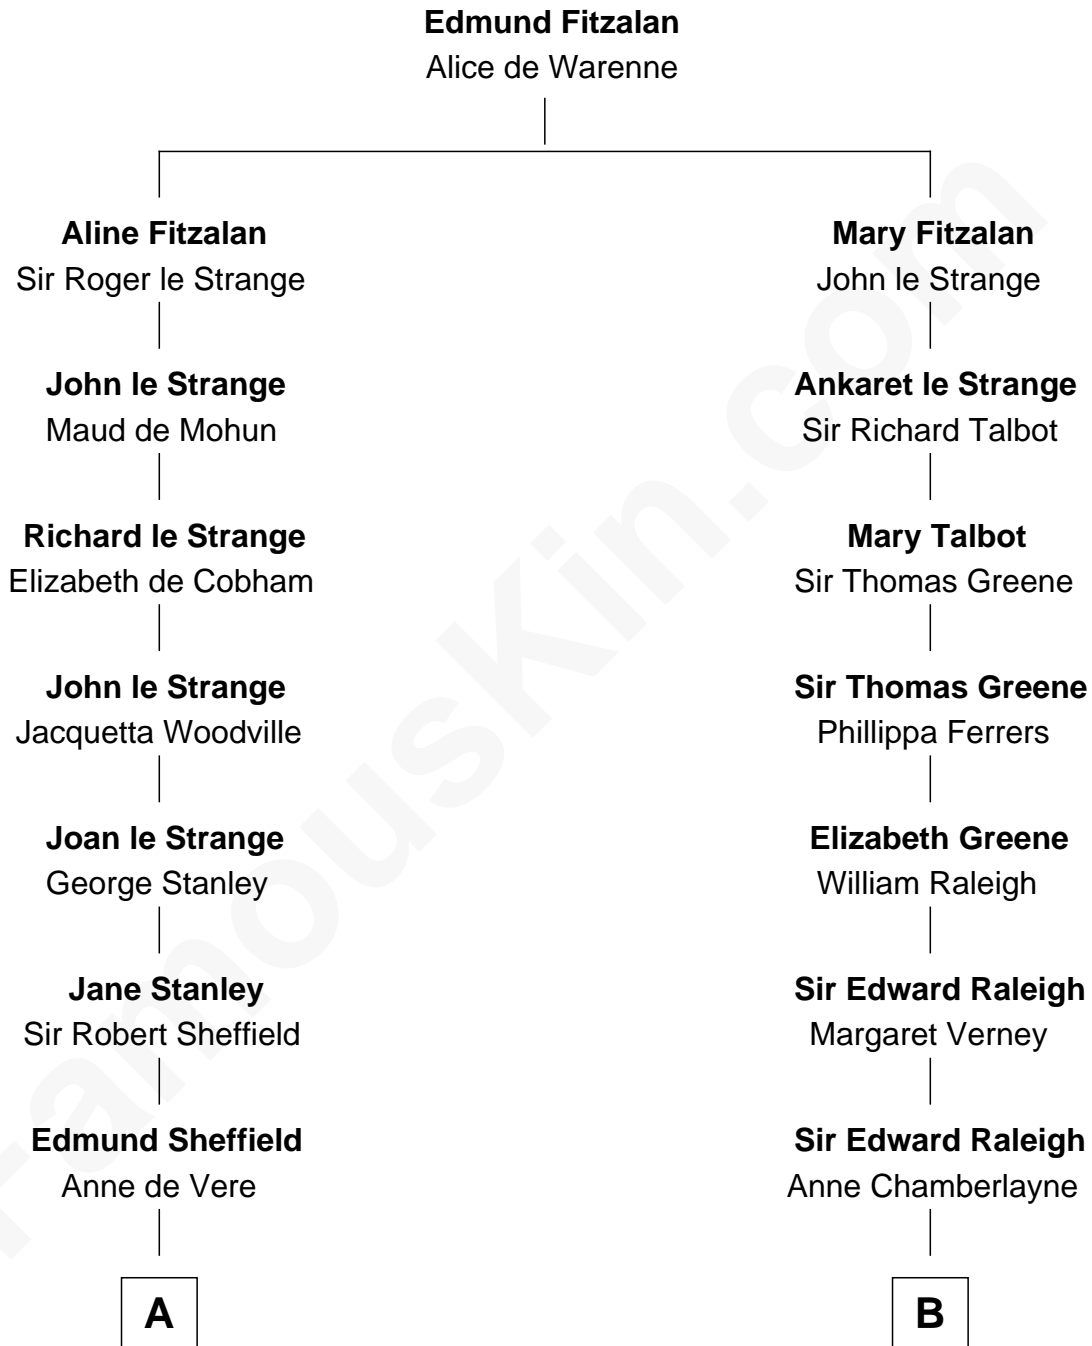 Edmund Fitzalan
Alice de Warenne
Aline Fitzalan
Sir Roger le Strange
Mary Fitzalan
John le Strange
John le Strange
Maud de Mohun
Ankaret le Strange
Sir Richard Talbot
Richard le Strange
Elizabeth de Cobham
Mary Talbot
Sir Thomas Greene
John le Strange
Jacquetta Woodville
Sir Thomas Greene
Phillippa Ferrers
Joan le Strange
George Stanley
Elizabeth Greene
William Raleigh
Jane Stanley
Sir Robert Sheffield
Sir Edward Raleigh
Margaret Verney
Edmund Sheffield
Anne de Vere
Sir Edward Raleigh
Anne Chamberlayne
A
B
FamousKin.com